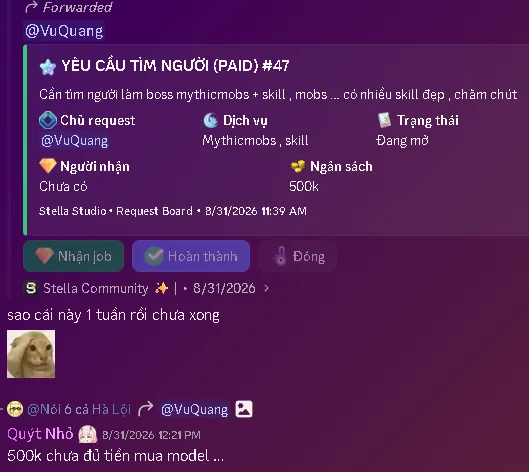 Forwarded
@VuQuang
YÊU CẦU TÌM NGƯỜI (PAID) #47
Cần tìm người làm boss mythicmobs + skill , mobs ... có nhiều skill đẹp , chăm chút
Chủ request Dịch vụ Trạng thái
@VuQuang Mythicmobs , skill Đang mở
Người nhận Ngân sách
Chưa có 500k
Stella Studio • Request Board • 8/31/2026 11:39 AM
Nhận job Hoàn thành Đóng
S Stella Community ✨ | • 8/31/2026 >
sao cái này 1 tuần rồi chưa xong
@Nói 6 cả Hà Lội @VuQuang
Quýt Nhỏ 8/31/2026 12:21 PM
500k chưa đủ tiền mua model ...